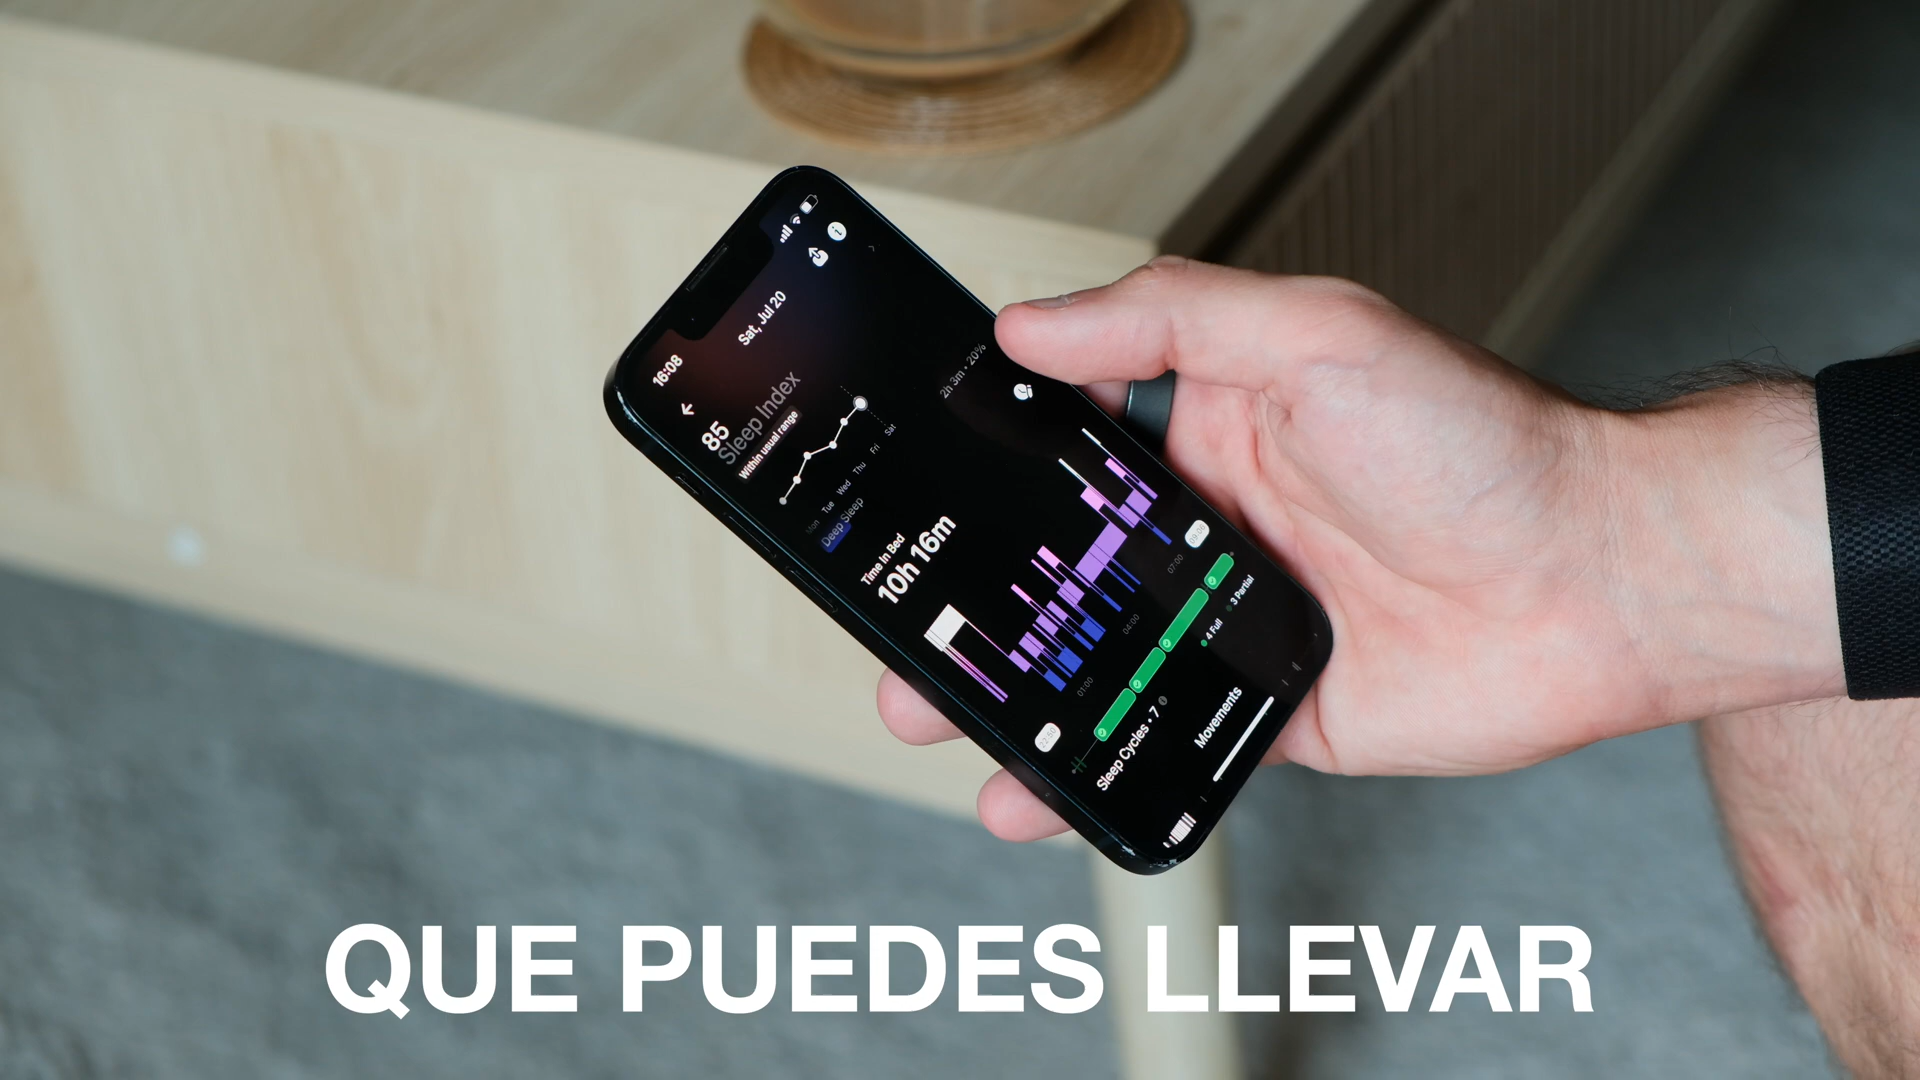 16:08
Sat, Jul 20
85
Sleep Index
Within usual range
Mon Tue Wed Thu Fri Sat
Deep Sleep
2h 3m • 20%
Time In Bed
10h 16m
01:00 04:00 07:00
Sleep Cycles • 7
4 Full
3 Partial
Movements
QUE PUEDES LLEVAR